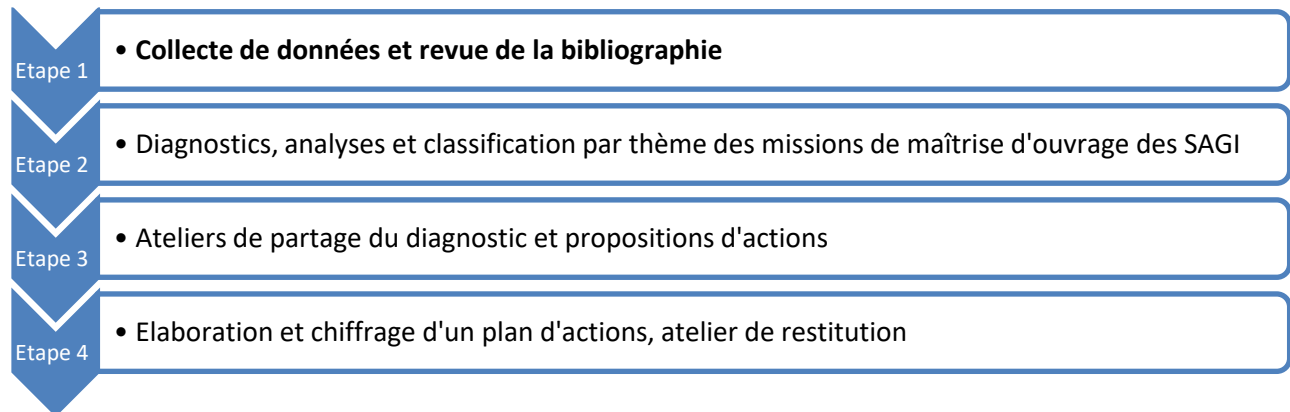 Etape 1
• Collecte de données et revue de la bibliographie
Etape 2
• Diagnostics, analyses et classification par thème des missions de maîtrise d'ouvrage des SAGI
Etape 3
• Ateliers de partage du diagnostic et propositions d'actions
Etape 4
• Elaboration et chiffrage d'un plan d'actions, atelier de restitution